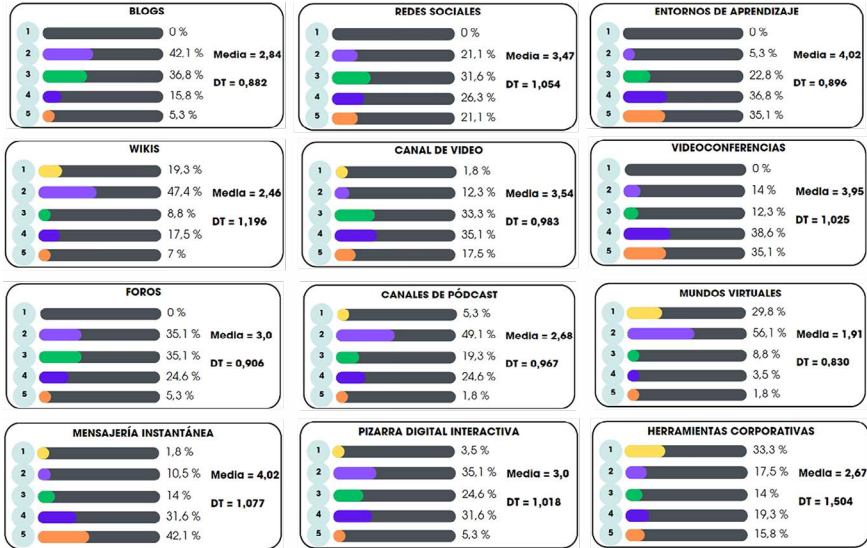 BLOGS
1 0 %
2 42,1 % Media = 2,84
3 36,8 %
DT = 0,882
4 15,8 %
5 5,3 %
REDES SOCIALES
1 0 %
2 21,1 % Media = 3,47
3 31,6 %
DT = 1,054
4 26,3 %
5 21,1 %
ENTORNOS DE APRENDIZAJE
1 0 %
2 5,3 % Media = 4,02
3 22,8 %
DT = 0,896
4 36,8 %
5 35,1 %
WIKIS
1 19,3 %
2 47,4 % Media = 2,46
3 8,8 %
DT = 1,196
4 17,5 %
5 7 %
CANAL DE VIDEO
1 1,8 %
2 12,3 % Media = 3,54
3 33,3 %
DT = 0,983
4 35,1 %
5 17,5 %
VIDEOCONFERENCIAS
1 0 %
2 14 % Media = 3,95
3 12,3 %
DT = 1,025
4 38,6 %
5 35,1 %
FOROS
1 0 %
2 35,1 % Media = 3,0
3 35,1 %
DT = 0,906
4 24,6 %
5 5,3 %
CANALES DE PÓDCAST
1 5,3 %
2 49,1 % Media = 2,68
3 19,3 %
DT = 0,967
4 24,6 %
5 1,8 %
MUNDOS VIRTUALES
1 29,8 %
2 56,1 % Media = 1,91
3 8,8 %
DT = 0,830
4 3,5 %
5 1,8 %
MENSAJERÍA INSTANTÁNEA
1 1,8 %
2 10,5 % Media = 4,02
3 14 %
DT = 1,077
4 31,6 %
5 42,1 %
PIZARRA DIGITAL INTERACTIVA
1 3,5 %
2 35,1 % Media = 3,0
3 24,6 %
DT = 1,018
4 31,6 %
5 5,3 %
HERRAMIENTAS CORPORATIVAS
1 33,3 %
2 17,5 % Media = 2,67
3 14 %
DT = 1,504
4 19,3 %
5 15,8 %